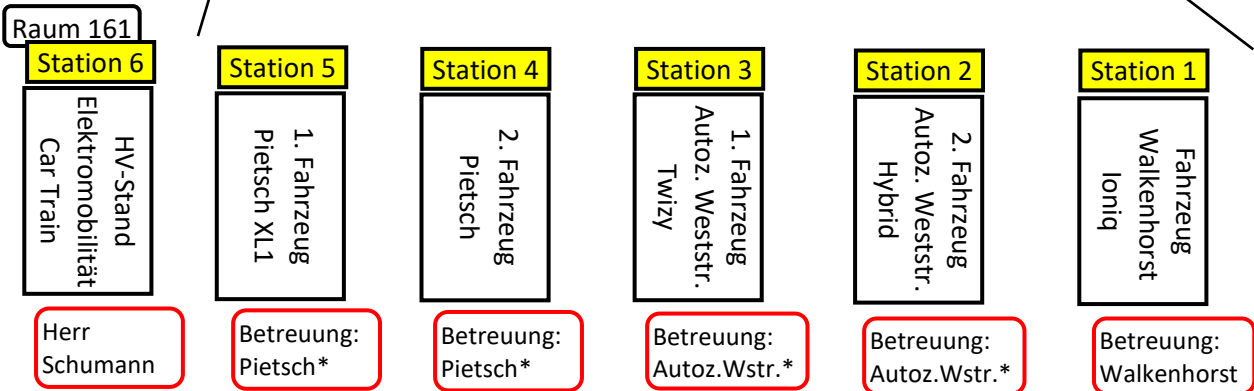 Raum 161
Station 6
Station 5
Station 4
Station 3
Station 2
Station 1
HV-Stand
Elektromobilität
Car Train
1. Fahrzeug
Pietsch XL1
2. Fahrzeug
Pietsch
1. Fahrzeug
Autoz. Weststr.
Twizy
2. Fahrzeug
Autoz. Weststr.
Hybrid
Fahrzeug
Walkenhorst
Ioniq
Herr
Schumann
Betreuung:
Pietsch*
Betreuung:
Pietsch*
Betreuung:
Autoz.Wstr.*
Betreuung:
Autoz.Wstr.*
Betreuung:
Walkenhorst